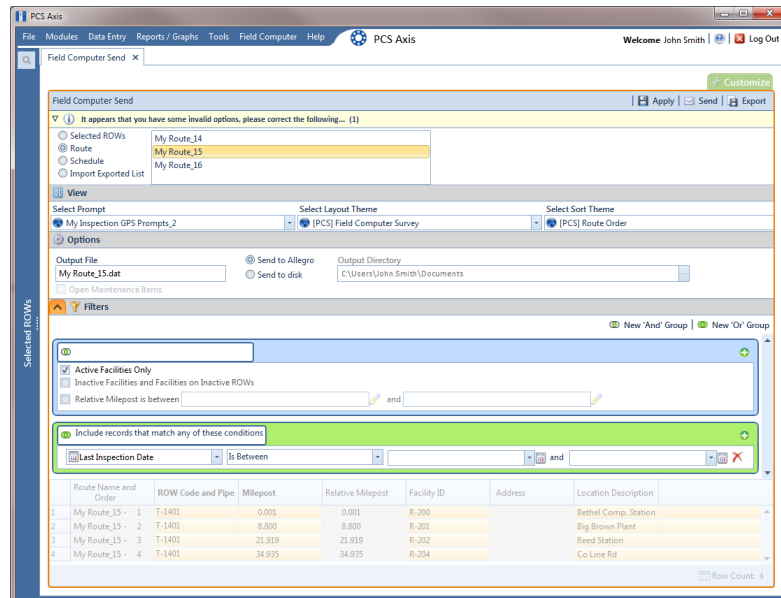 PCS Axis
File Modules Data Entry Reports / Graphs Tools Field Computer Help PCS Axis Welcome John Smith | Log Out
Field Computer Send
Customize
Field Computer Send Apply | Send | Export
It appears that you have some invalid options, please correct the following... (1)
Selected ROWs
Route
Schedule
Import Exported List
My Route_14
My Route_15
My Route_16
View
Select Prompt Select Layout Theme Select Sort Theme
My Inspection GPS Prompts_2 [PCS] Field Computer Survey [PCS] Route Order
Options
Output File Send to Allegro Output Directory
My Route_15.dat Send to disk C:\Users\John.Smith\Documents
Open Maintenance Items
Filters
Selected ROWs
New 'And' Group | New 'Or' Group
Active Facilities Only
Inactive Facilities and Facilities on Inactive ROWs
Relative Milepost is between and
Include records that match any of these conditions
Last Inspection Date Is Between and
Route Name and Order ROW Code and Pipe Milepost Relative Milepost Facility ID Address Location Description
1 My Route_15 - 1 T-1401 0.001 0.001 R-200 Bethel Comp. Station
2 My Route_15 - 2 T-1401 8.800 8.800 R-201 Big Brown Plant
3 My Route_15 - 3 T-1401 21.919 21.919 R-202 Reed Station
4 My Route_15 - 4 T-1401 34.935 34.935 R-204 Co Line Rd
Row Count: 4